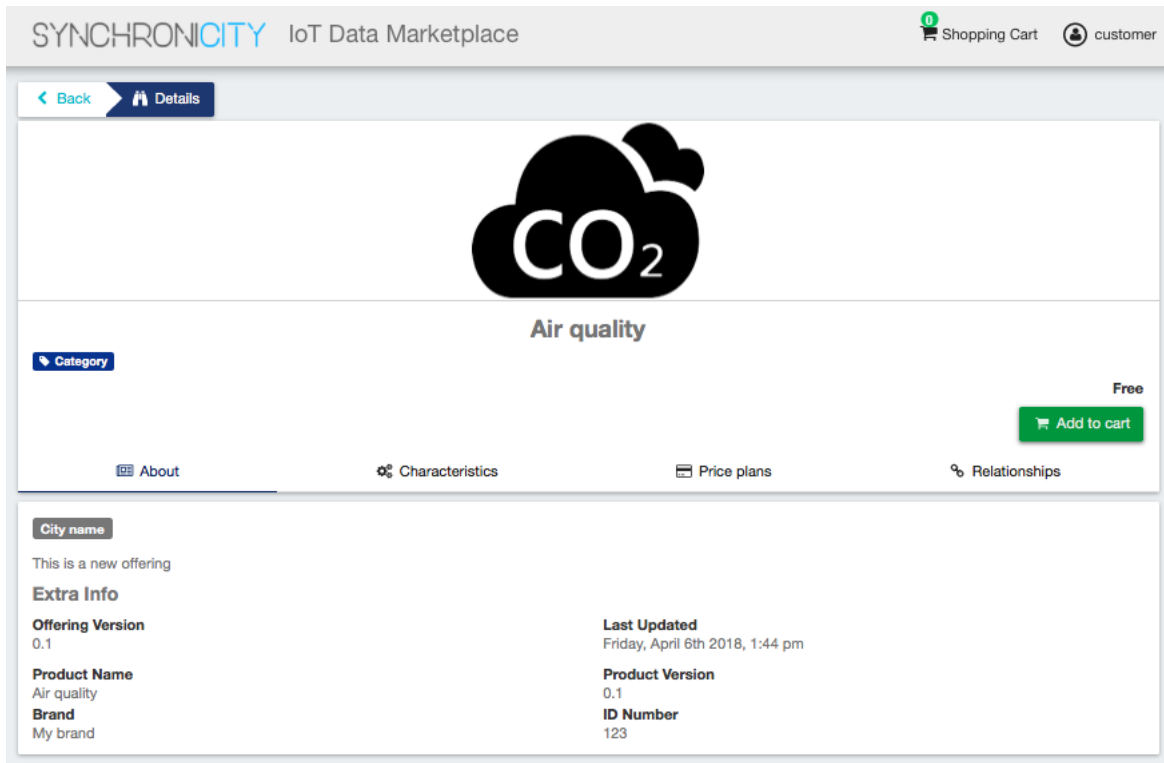 SYNCHRONICITY IoT Data Marketplace
0
Shopping Cart
customer
Back
Details
CO2
Air quality
Category
Free
Add to cart
About
Characteristics
Price plans
Relationships
City name
This is a new offering
Extra Info
Offering Version
0.1
Last Updated
Friday, April 6th 2018, 1:44 pm
Product Name
Air quality
Product Version
0.1
Brand
My brand
ID Number
123